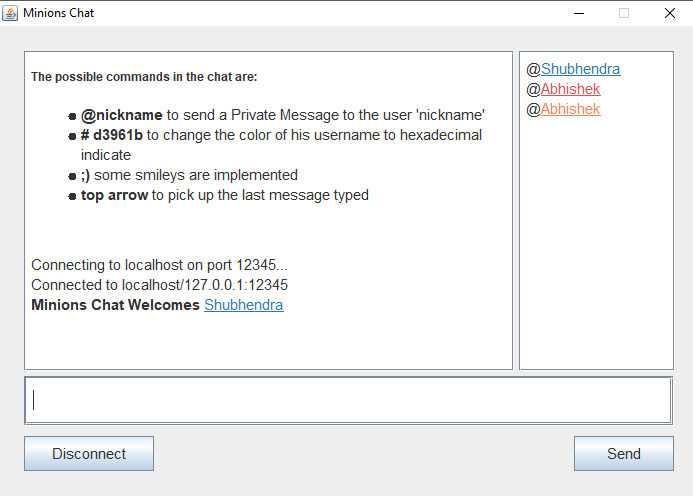 Minions Chat
The possible commands in the chat are:
@nickname to send a Private Message to the user 'nickname'
# d3961b to change the color of his username to hexadecimal
indicate
;) some smileys are implemented
top arrow to pick up the last message typed
Connecting to localhost on port 12345...
Connected to localhost/127.0.0.1:12345
Minions Chat Welcomes Shubhendra
@Shubhendra
@Abhishek
@Abhishek
Disconnect
Send